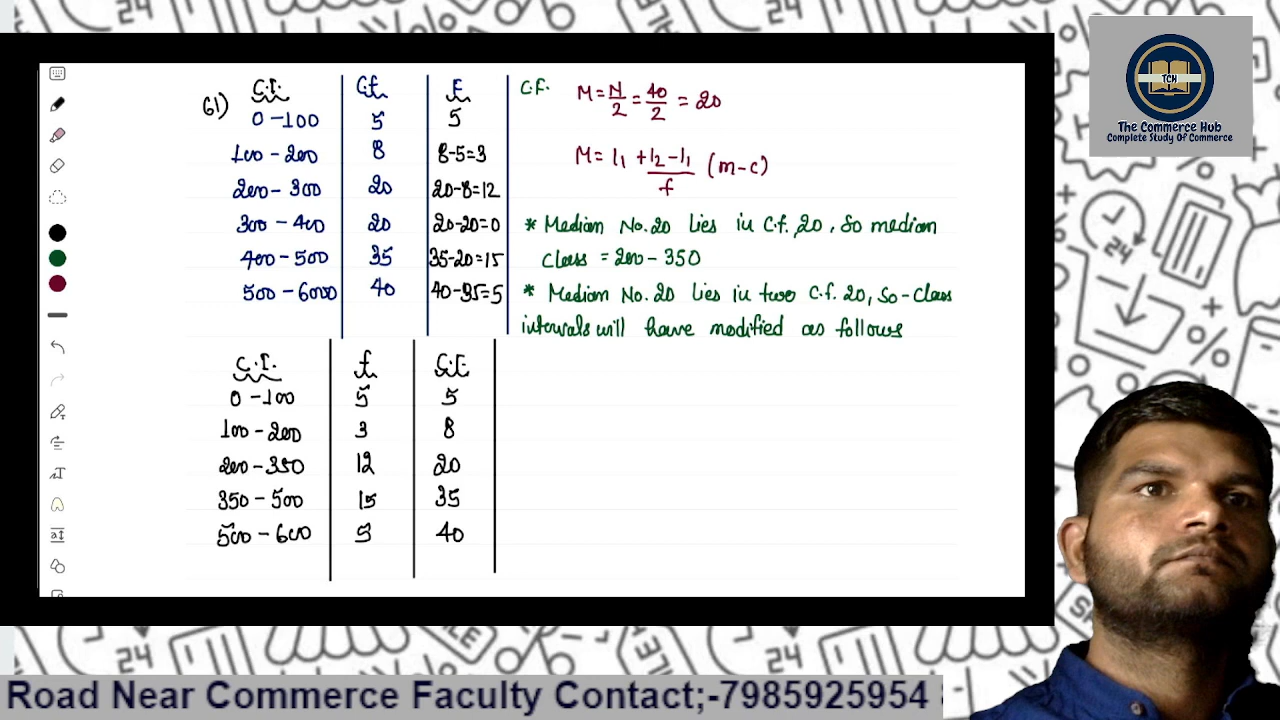 61)
C.I. C.f. F
0-100 5 5
100-200 8 8-5=3
200-300 20 20-8=12
300-400 20 20-20=0
400-500 35 35-20=15
500-6000 40 40-35=5
C.F. M=N/2=40/2=20
M= l₁ + l₂-l₁/f (m-c)
* Median No.20 lies in C.f. 20, So median
class = 200-350
* Median No.20 lies in two C.f. 20, so-class
intervals will have modified as follows
C.I. f C.F.
0-100 5 5
100-200 3 8
200-350 12 20
350-500 15 35
500-600 5 40
TCH
The Commerce Hub
Complete Study Of Commerce
Road Near Commerce Faculty Contact;-7985925954